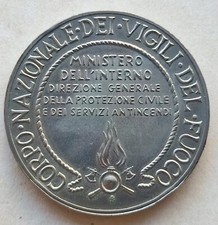 CORPO·NAZIONALE·DEI·VIGILI·DEL·FUOCO
MINISTERO
DELL'INTERNO
DIREZIONE GENERALE
DELLA PROTEZIONE CIVILE
E DEI SERVIZI ANTINCENDI